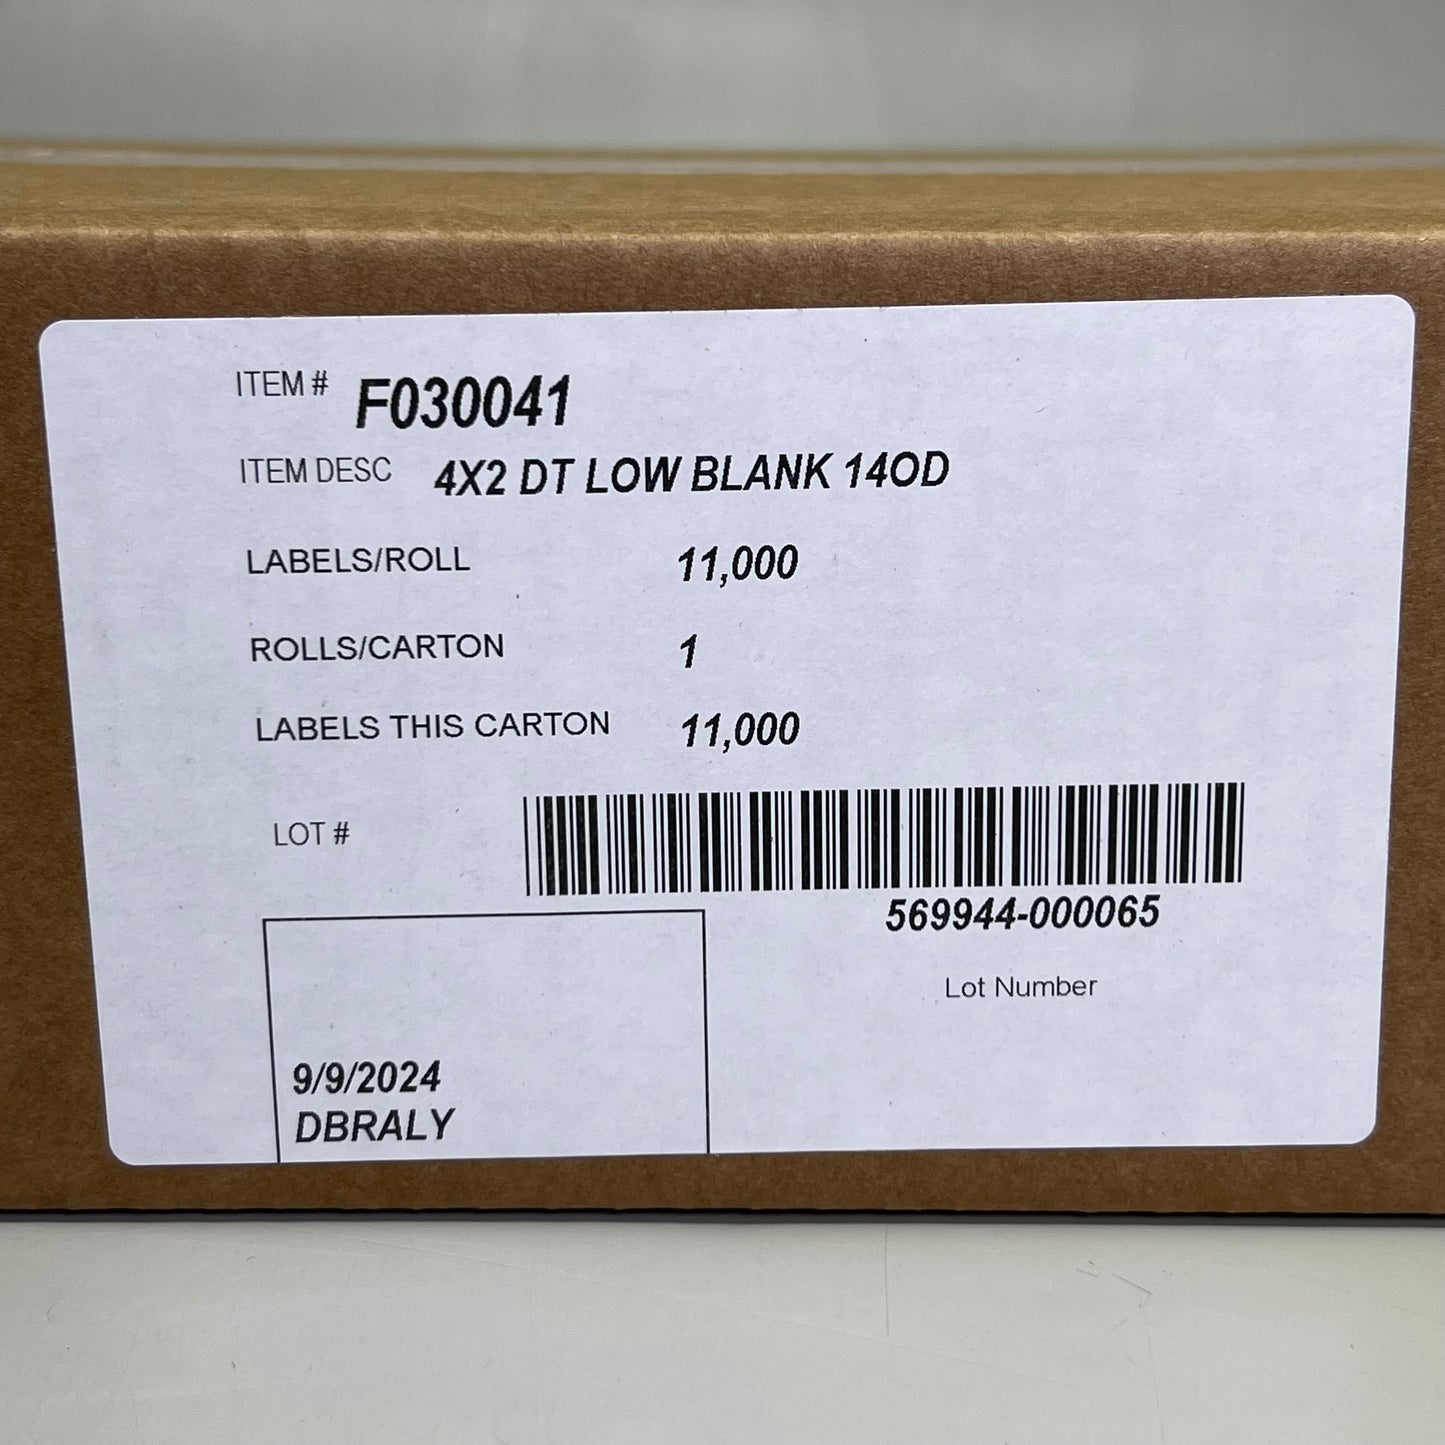 ITEM # F030041
ITEM DESC 4X2 DT LOW BLANK 14OD
LABELS/ROLL 11,000
ROLLS/CARTON 1
LABELS THIS CARTON 11,000
LOT #
569944-000065
Lot Number
9/9/2024
DBRALY